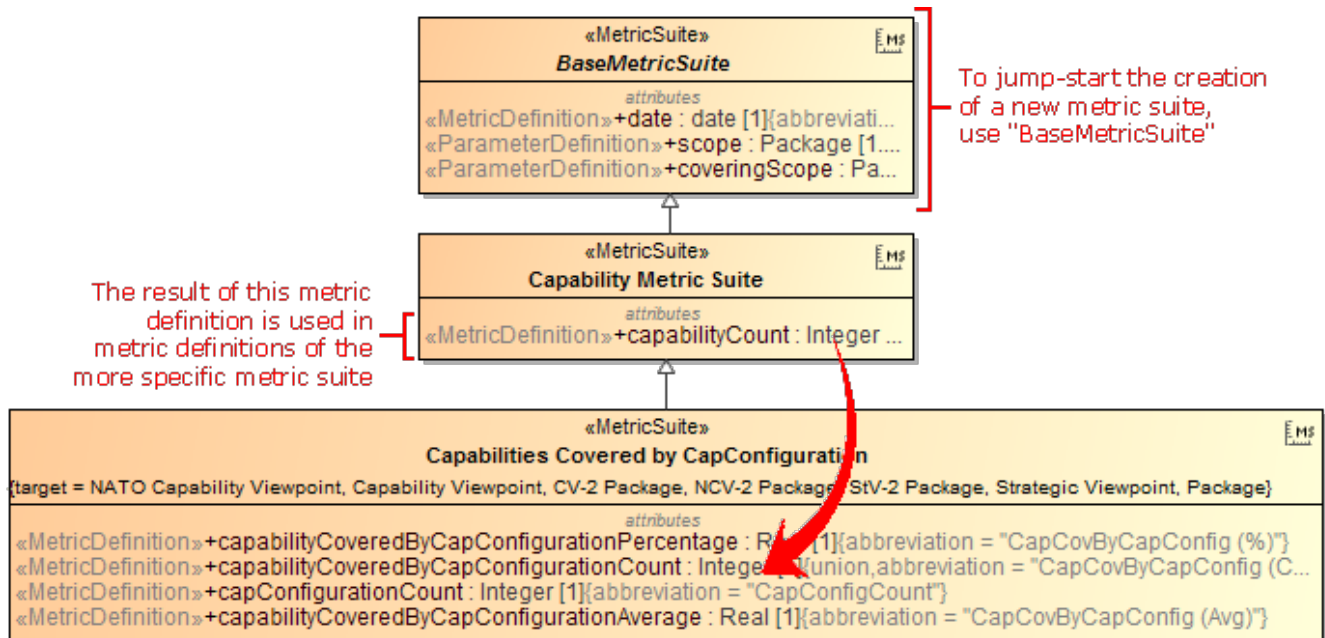 «MetricSuite»
BaseMetricSuite
MS
attributes
«MetricDefinition»+date : date [1]{abbreviati...
«ParameterDefinition»+scope : Package [1....
«ParameterDefinition»+coveringScope : Pa...
To jump-start the creation
of a new metric suite,
use "BaseMetricSuite"
«MetricSuite»
Capability Metric Suite
MS
attributes
«MetricDefinition»+capabilityCount : Integer ...
The result of this metric
definition is used in
metric definitions of the
more specific metric suite
«MetricSuite»
Capabilities Covered by CapConfiguration
MS
{target = NATO Capability Viewpoint, Capability Viewpoint, CV-2 Package, NCV-2 Package, StV-2 Package, Strategic Viewpoint, Package}
attributes
«MetricDefinition»+capabilityCoveredByCapConfigurationPercentage : [1]{abbreviation = "CapCovByCapConfig (%)"}
«MetricDefinition»+capabilityCoveredByCapConfigurationCount : Integer {union,abbreviation = "CapCovByCapConfig (C...
«MetricDefinition»+capConfigurationCount : Integer [1]{abbreviation = "CapConfigCount"}
«MetricDefinition»+capabilityCoveredByCapConfigurationAverage : Real [1]{abbreviation = "CapCovByCapConfig (Avg)"}